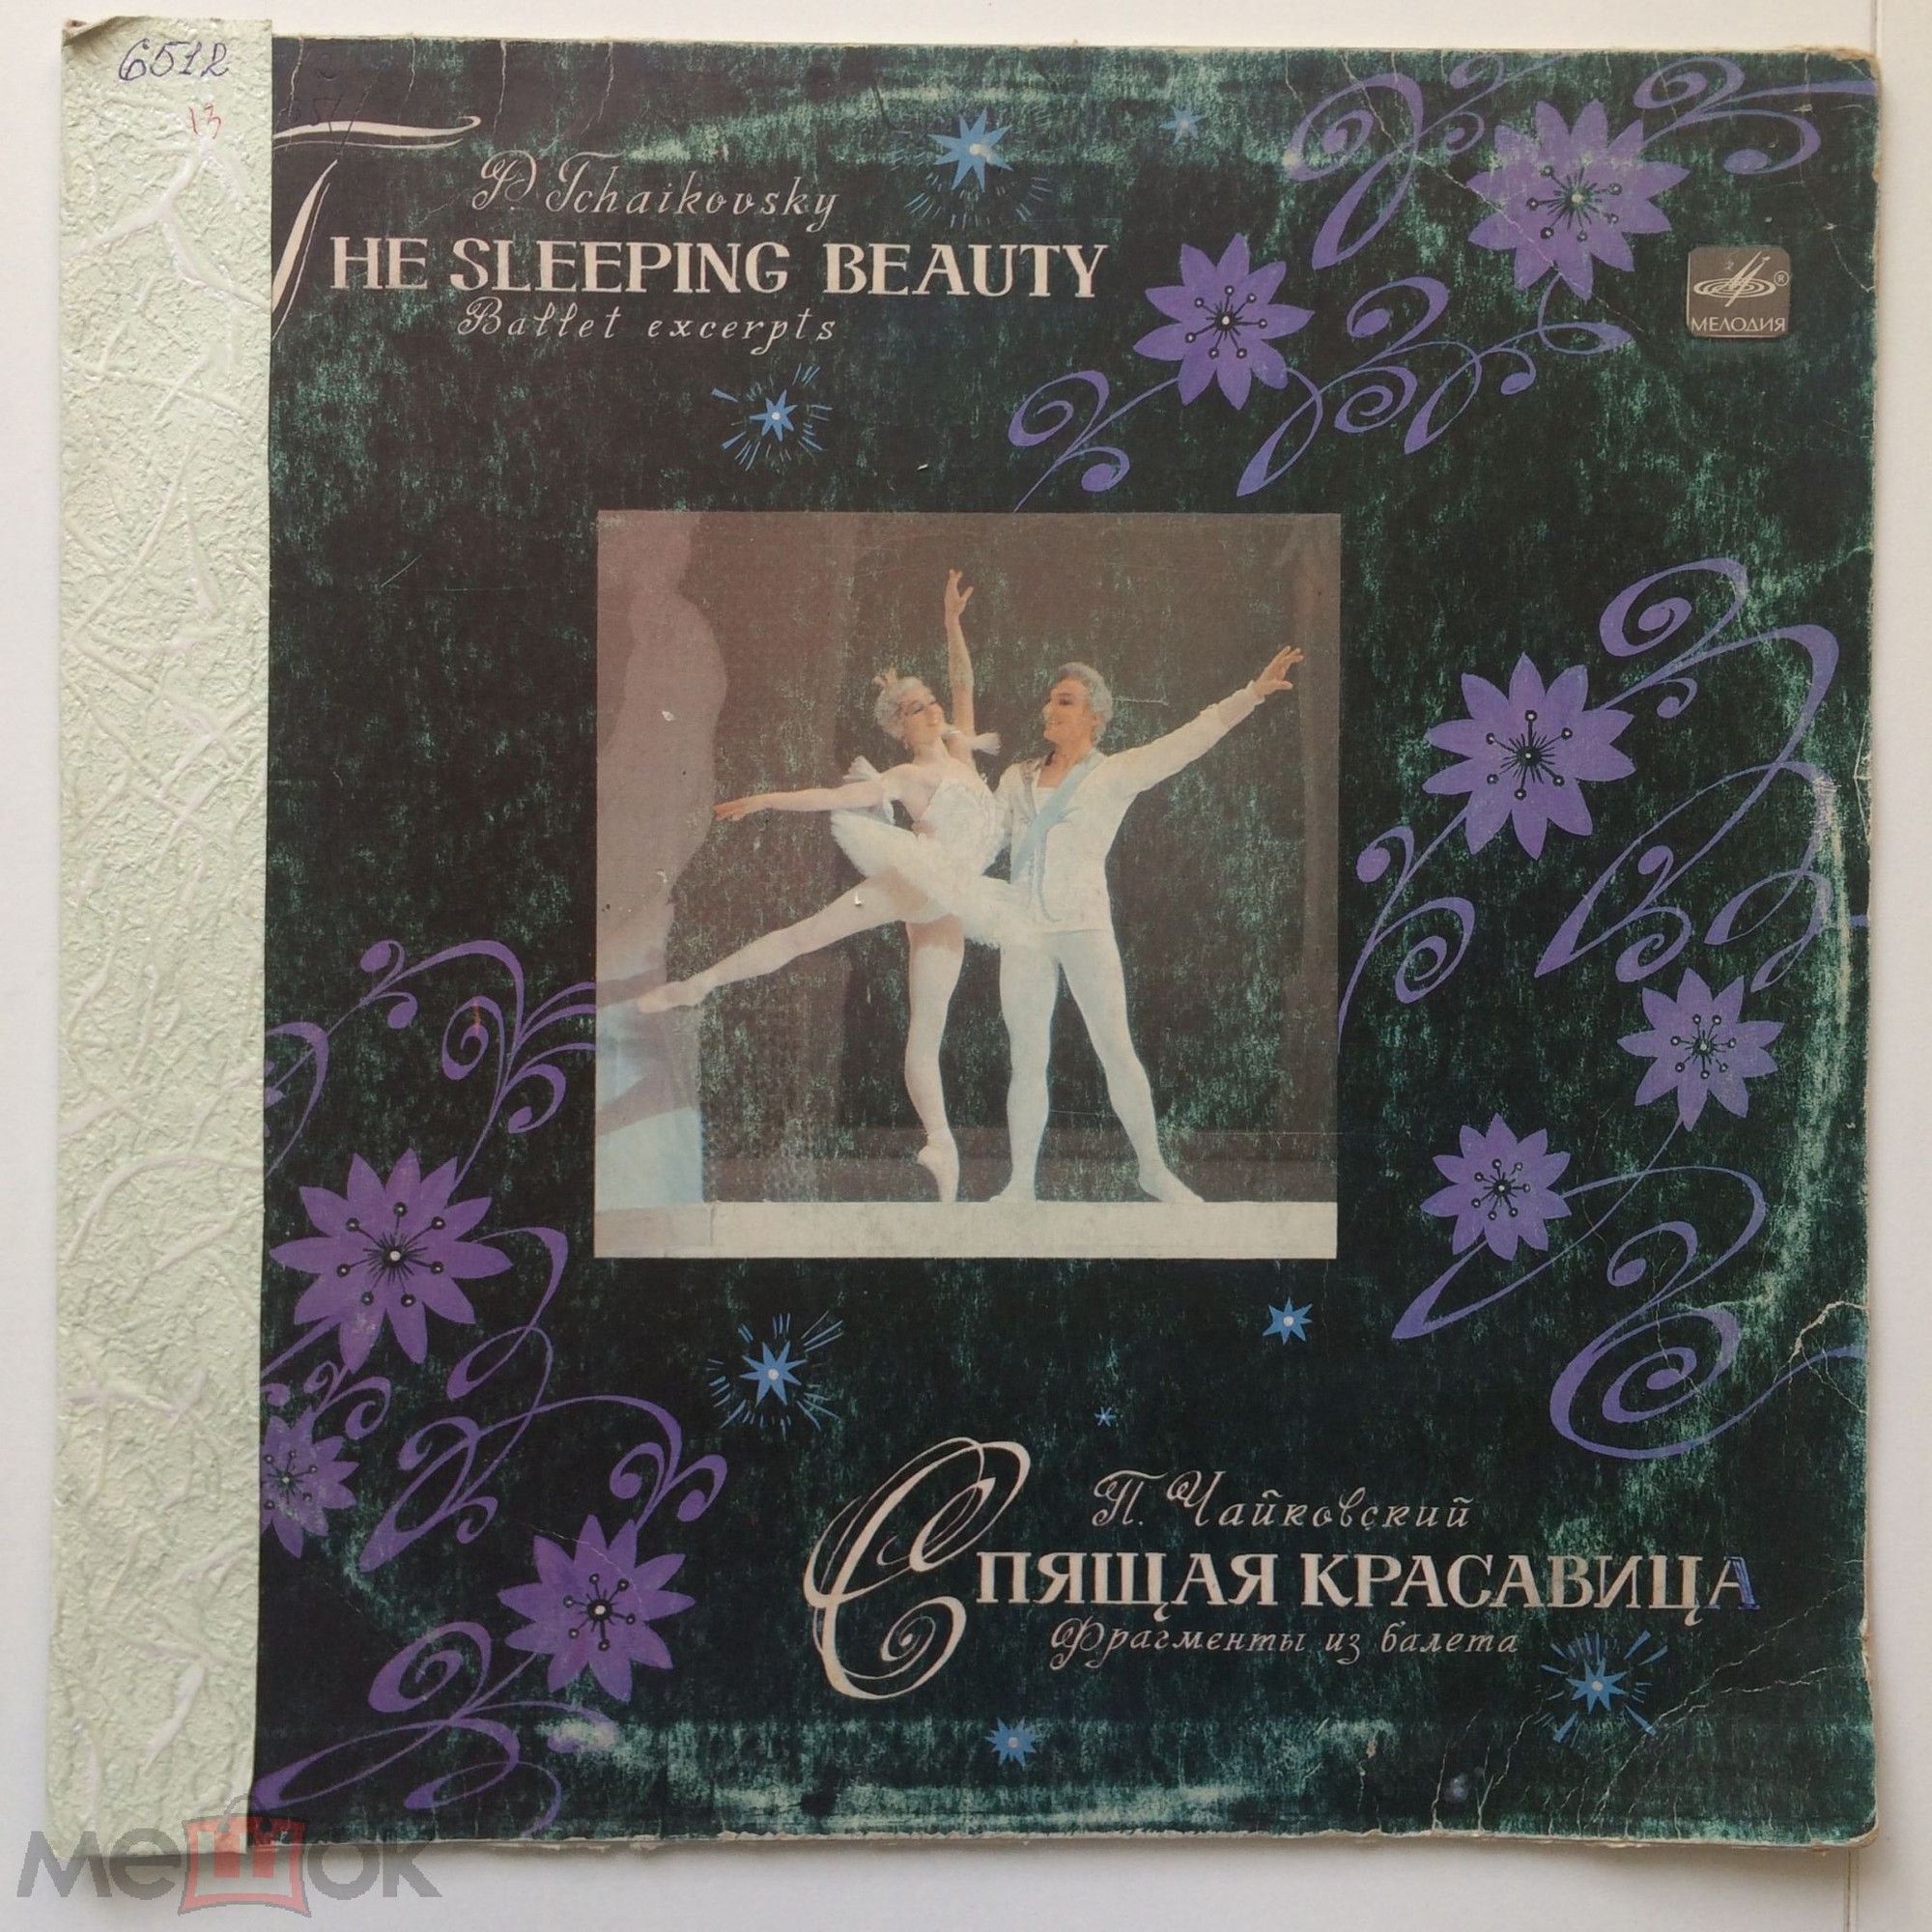 6512
13
P. Tchaikovsky
THE SLEEPING BEAUTY
Ballet excerpts
МЕЛОДИЯ
П. Чайковский
СПЯЩАЯ КРАСАВИЦА
Фрагменты из балета
мешок